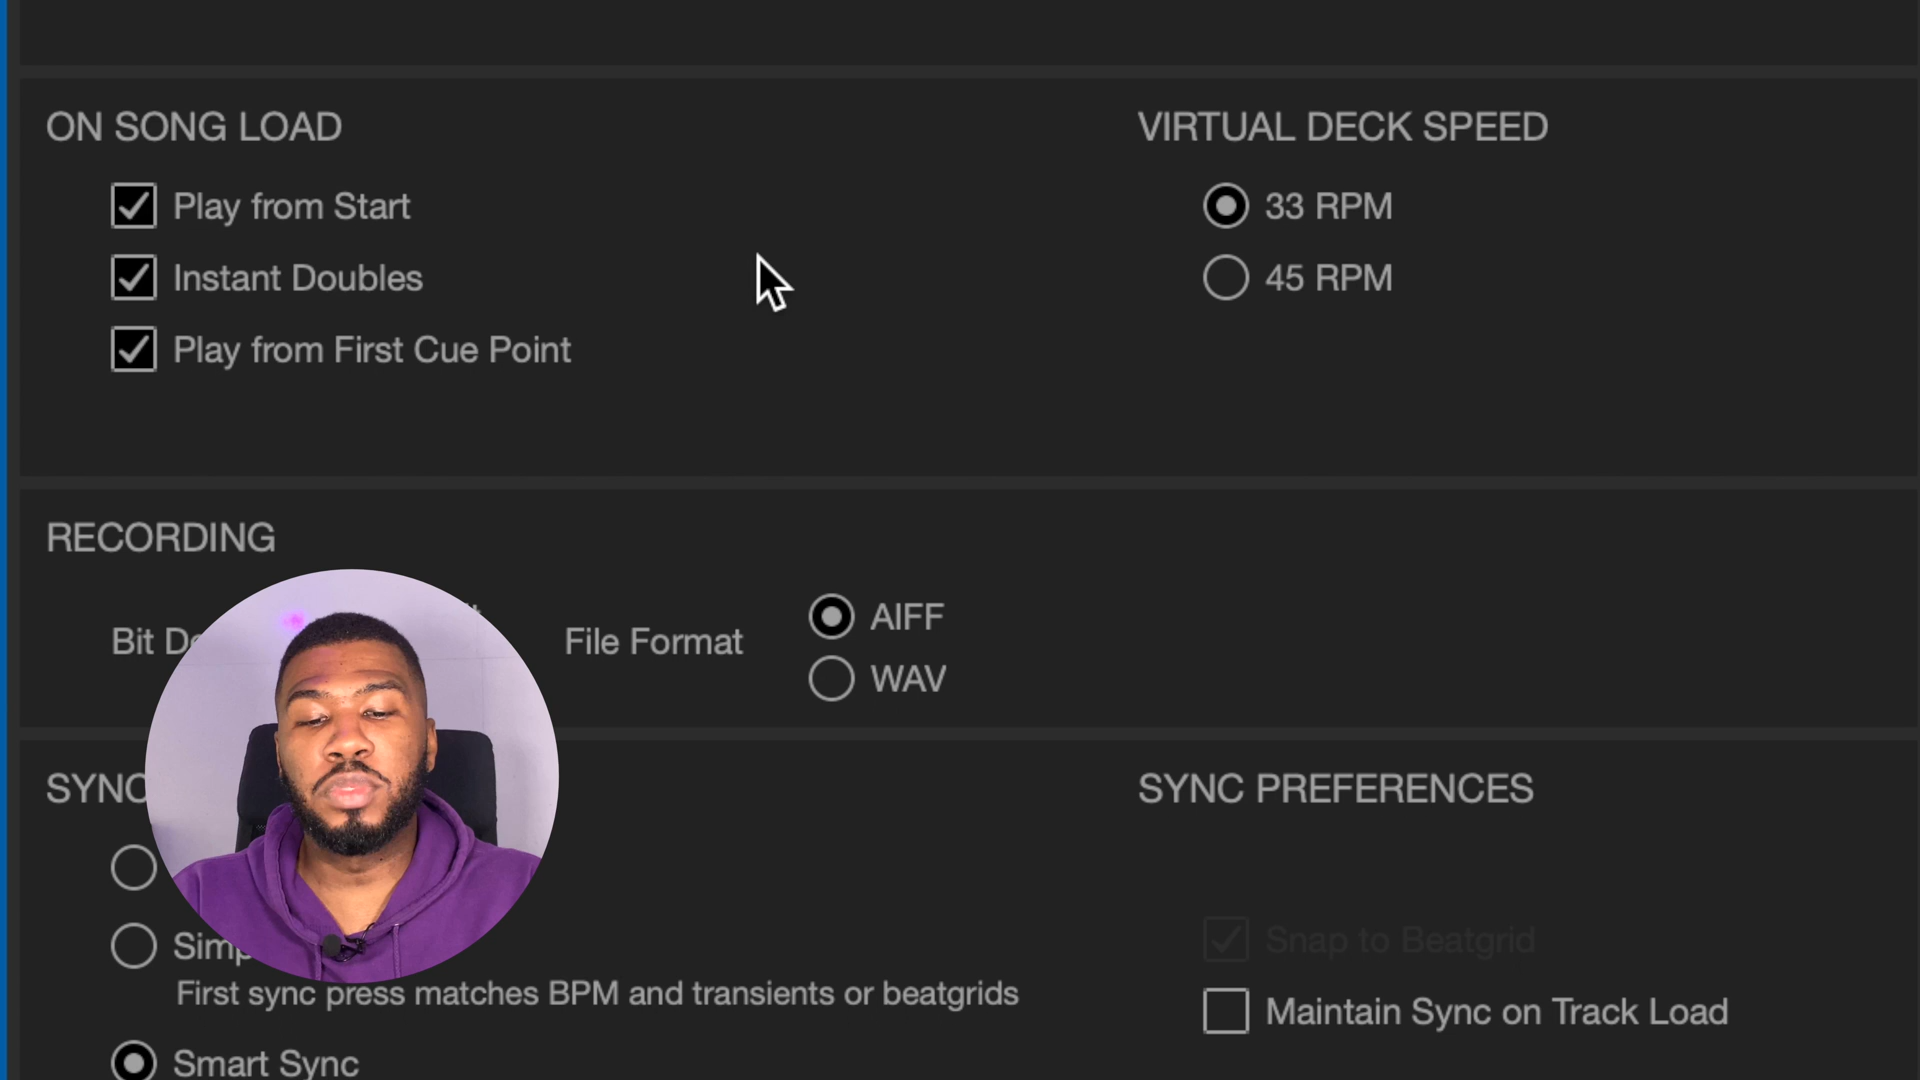 ON SONG LOAD
Play from Start
Instant Doubles
Play from First Cue Point
VIRTUAL DECK SPEED
33 RPM
45 RPM
RECORDING
Bit
File Format
AIFF
WAV
SYNC
First sync press matches BPM and transients or beatgrids
Smart Sync
SYNC PREFERENCES
Snap to Beatgrid
Maintain Sync on Track Load